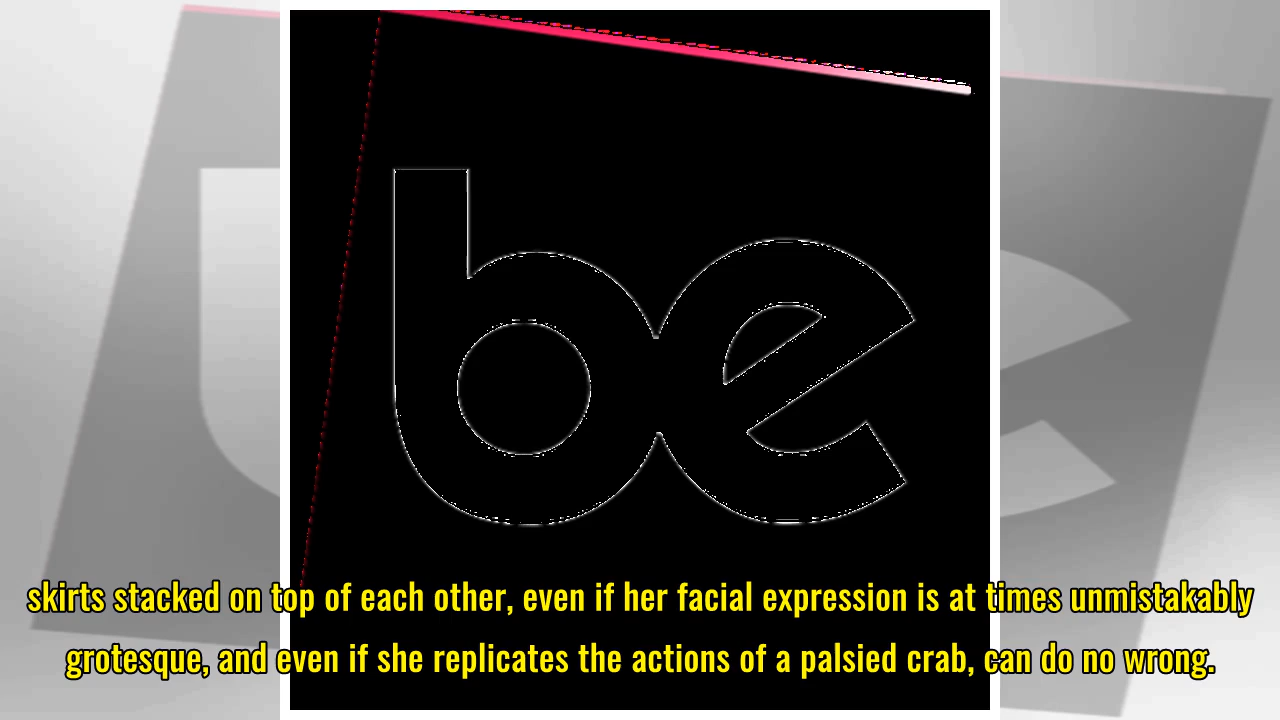 be
skirts stacked on top of each other, even if her facial expression is at times unmistakably
grotesque, and even if she replicates the actions of a palsied crab, can do no wrong.